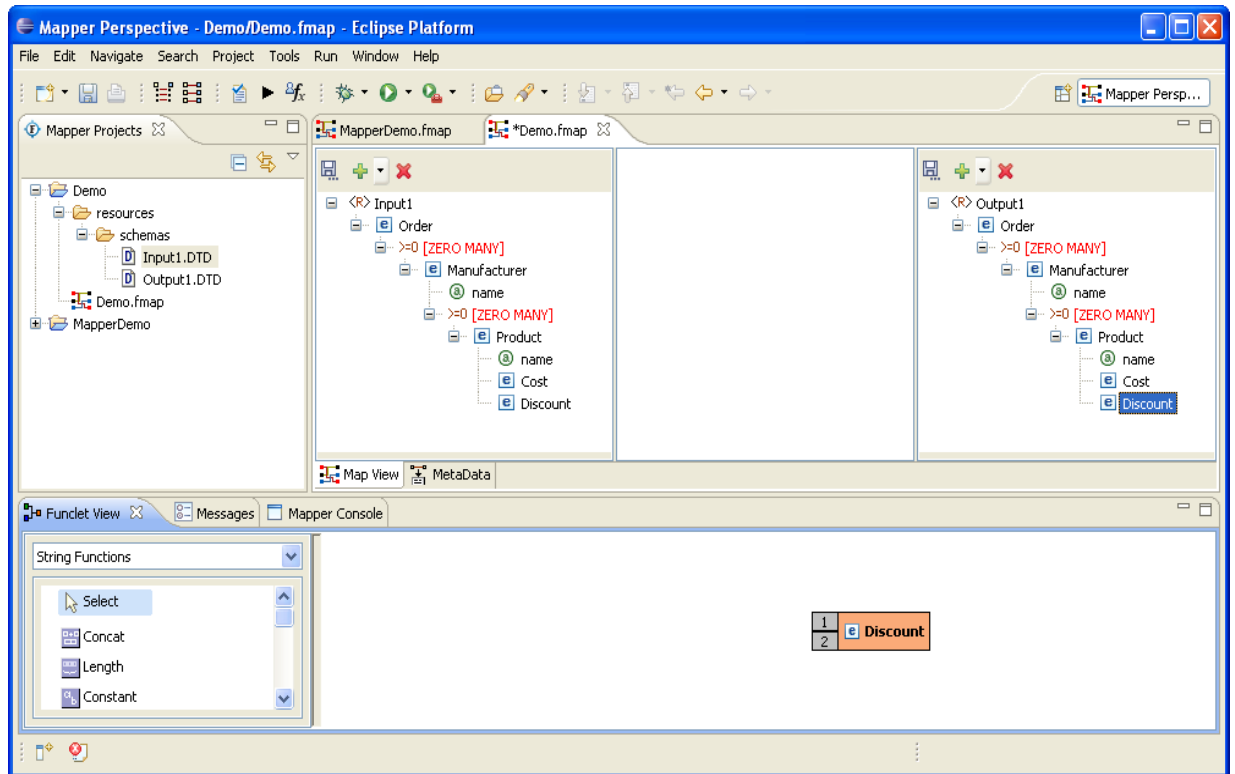 Mapper Perspective - Demo/Demo.fmap - Eclipse Platform
File Edit Navigate Search Project Tools Run Window Help
Mapper Persp...
Mapper Projects
MapperDemo.fmap
*Demo.fmap
Demo
resources
schemas
Input1.DTD
Output1.DTD
Demo.fmap
MapperDemo
<R> Input1
e Order
>=0 [ZERO MANY]
e Manufacturer
a name
>=0 [ZERO MANY]
e Product
a name
e Cost
e Discount
<R> Output1
e Order
>=0 [ZERO MANY]
e Manufacturer
a name
>=0 [ZERO MANY]
e Product
a name
e Cost
e Discount
Map View
MetaData
Funclet View
Messages
Mapper Console
String Functions
Select
Concat
Length
Constant
1
2
e Discount